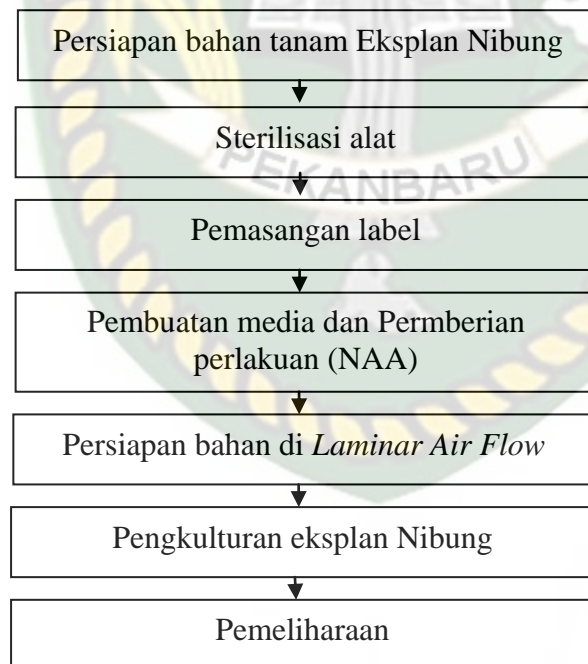 Persiapan bahan tanam Eksplan Nibung
Sterilisasi alat
PEKANBARU
Pemasangan label
Pembuatan media dan Permberian
perlakuan (NAA)
Persiapan bahan di Laminar Air Flow
Pengkulturan eksplan Nibung
Pemeliharaan